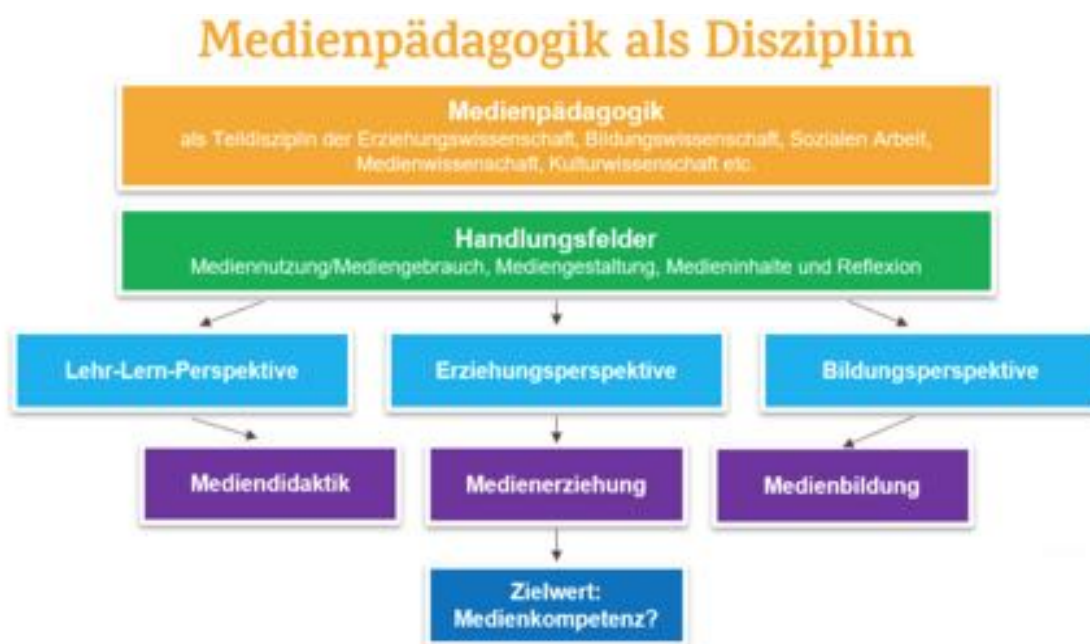 Medienpädagogik als Disziplin
Medienpädagogik
als Teildisziplin der Erziehungswissenschaft, Bildungswissenschaft, Sozialen Arbeit,
Medienwissenschaft, Kulturwissenschaft etc.
Handlungsfelder
Mediennutzung/Mediengebrauch, Mediengestaltung, Medieninhalte und Reflexion
Lehr-Lern-Perspektive
Erziehungsperspektive
Bildungsperspektive
Mediendidaktik
Medienerziehung
Medienbildung
Zielwert:
Medienkompetenz?